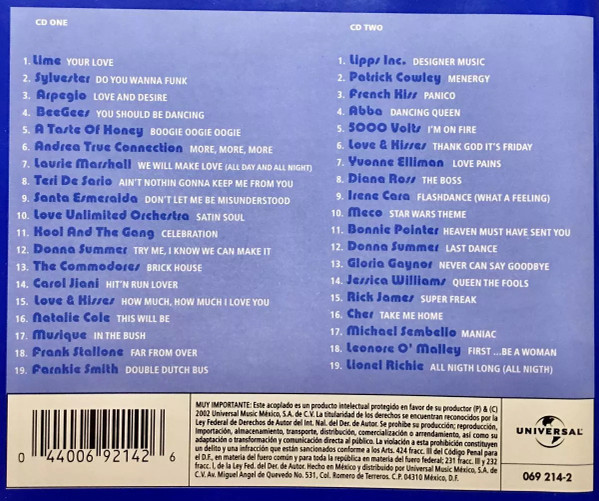 CD ONE
1. Lime YOUR LOVE
2. Sylvester DO YOU WANNA FUNK
3. Arpegio LOVE AND DESIRE
4. BeeGees YOU SHOULD BE DANCING
5. A Taste Of Honey BOOGIE OOGIE OOGIE
6. Andrea True Connection MORE, MORE, MORE
7. Laurie Marshall WE WILL MAKE LOVE (ALL DAY AND ALL NIGHT)
8. Teri De Sario AIN'T NOTHIN GONNA KEEP ME FROM YOU
9. Santa Esmeralda DON'T LET ME BE MISUNDERSTOOD
10. Love Unlimited Orchestra SATIN SOUL
11. Kool And The Gang CELEBRATION
12. Donna Summer TRY ME, I KNOW WE CAN MAKE IT
13. The Commodores BRICK HOUSE
14. Carol Jiani HIT'N RUN LOVER
15. Love & Kisses HOW MUCH, HOW MUCH I LOVE YOU
16. Natalie Cole THIS WILL BE
17. Musique IN THE BUSH
18. Frank Stallone FAR FROM OVER
19. Farnkie Smith DOUBLE DUTCH BUS
CD TWO
1. Lipps Inc. DESIGNER MUSIC
2. Patrick Cowley MENERGY
3. French Kiss PANICO
4. Abba DANCING QUEEN
5. 5000 Volts I'M ON FIRE
6. Love & Kisses THANK GOD IT'S FRIDAY
7. Yvonne Elliman LOVE PAINS
8. Diana Ross THE BOSS
9. Irene Cara FLASHDANCE (WHAT A FEELING)
10. Meco STAR WARS THEME
11. Bonnie Pointer HEAVEN MUST HAVE SENT YOU
12. Donna Summer LAST DANCE
13. Gloria Gaynor NEVER CAN SAY GOODBYE
14. Jessica Williams QUEEN THE FOOLS
15. Rick James SUPER FREAK
16. Cher TAKE ME HOME
17. Michael Sembello MANIAC
18. Leonore O' Malley FIRST ...BE A WOMAN
19. Lionel Richie ALL NIGTH LONG (ALL NIGTH)
0 44006 92142 6
MUY IMPORTANTE: Este acoplado es un producto intelectual protegido en favor de su productor (P) & (C)
2002 Universal Music México, S.A. de C.V. La titularidad de los derechos se encuentran reconocidos por la
Ley Federal de Derechos de Autor del Int. Nal. del Der. de Autor. Se prohibe su producción; reproducción,
Importación, almacenamiento, transporte, distribución, comercialización o arrendamiento, así como su
adaptación o transformación y comunicación directa al público. La violación a esta prohibición constituyen
un delito y una infracción que están sancionados conforme a los Arts. 424 fracc. III del Código Penal para
el D.F., en materia del fuero común y para toda la república en materia del fuero federal; 231 fracc. III y 232
fracc. I, de la Ley Fed. del Der. de Autor. Hecho en México y distribuido por Universal Music México, S.A. de
C.V. Av. Miguel Angel de Quevedo No. 531, Col. Romero de Terreros. C.P. 04310 México, D.F.
UNIVERSAL
069 214-2